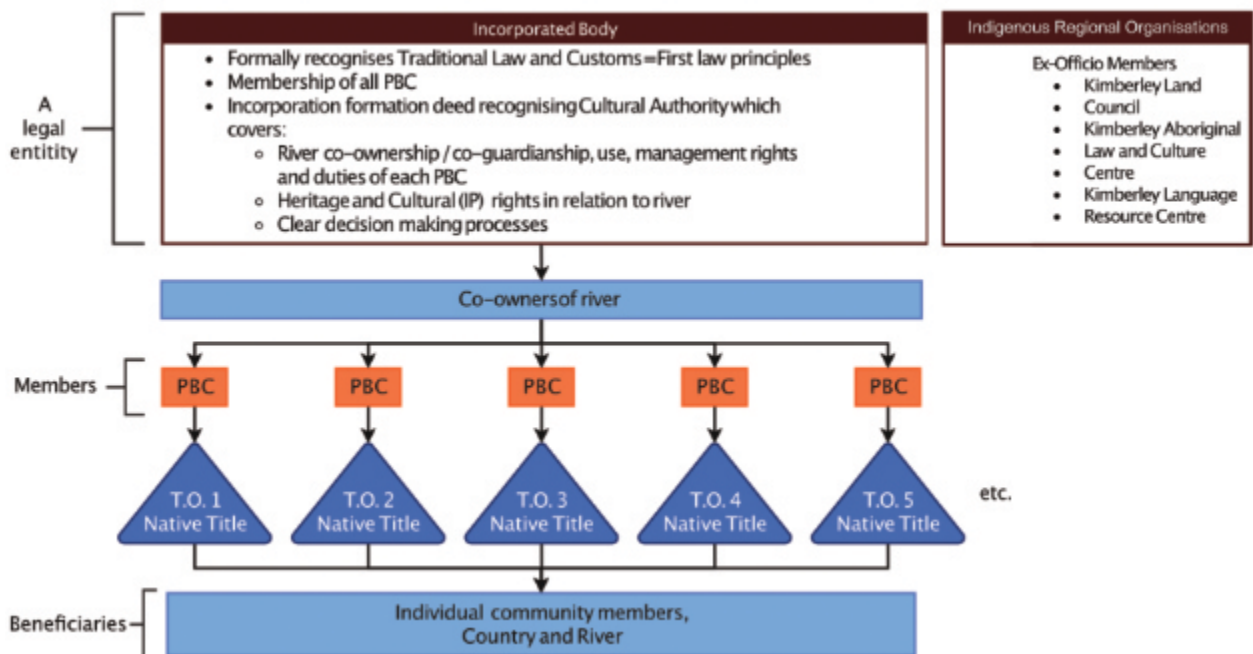 A
legal
entitity
Incorporated Body
• Formally recognises Traditional Law and Customs=First law principles
• Membership of all PBC
• Incorporation formation deed recognising Cultural Authority which
covers:
○ River co-ownership / co-guardianship, use, management rights
and duties of each PBC
○ Heritage and Cultural (IP) rights in relation to river
○ Clear decision making processes
Indigenous Regional Organisations
Ex-Officio Members
• Kimberley Land
• Council
• Kimberley Aboriginal
• Law and Culture
• Centre
• Kimberley Language
• Resource Centre
Co-owners of river
Members
PBC
PBC
PBC
PBC
PBC
T.O. 1
Native Title
T.O. 2
Native Title
T.O. 3
Native Title
T.O. 4
Native Title
T.O. 5
Native Title
etc.
Beneficiaries
Individual community members,
Country and River